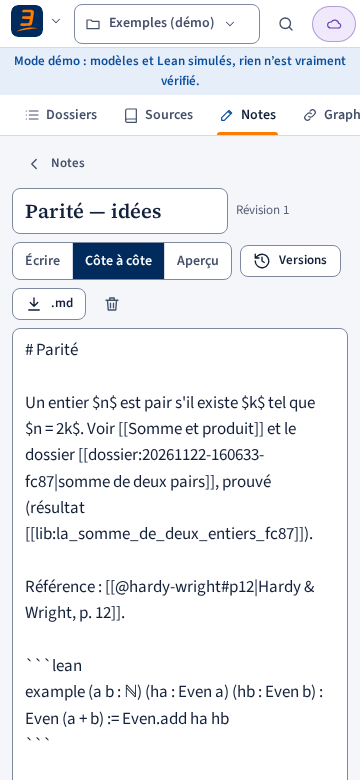 Exemples (démo)
Mode démo : modèles et Lean simulés, rien n’est vraiment
vérifié.
Dossiers
Sources
Notes
Graph
Notes
Parité — idées
Révision 1
Écrire
Côte à côte
Aperçu
Versions
.md
# Parité

Un entier $n$ est pair s'il existe $k$ tel que
$n = 2k$. Voir [[Somme et produit]] et le
dossier [[dossier:20261122-160633-
fc87|somme de deux pairs]], prouvé
(résultat
[[lib:la_somme_de_deux_entiers_fc87]]).

Référence : [[@hardy-wright#p12|Hardy &
Wright, p. 12]].

```lean
example (a b : ℕ) (ha : Even a) (hb : Even b) :
Even (a + b) := Even.add ha hb
```